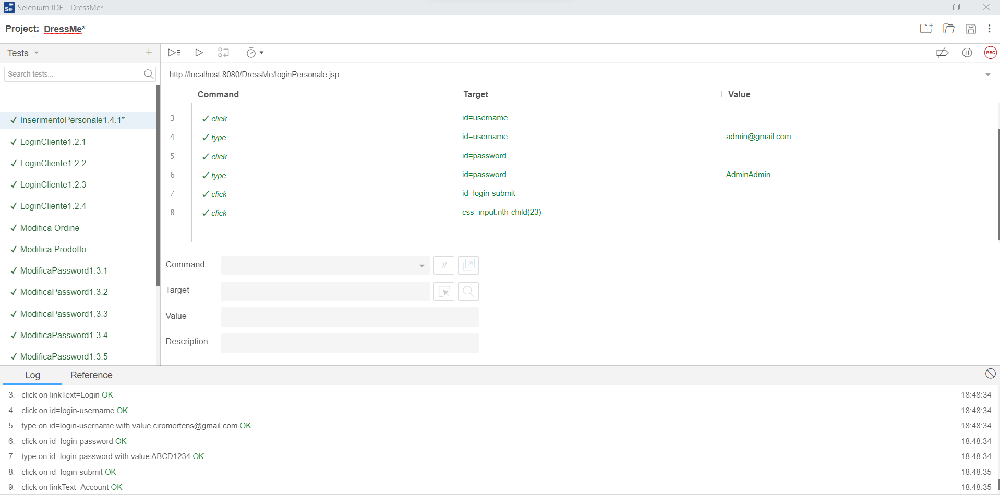 Se Selenium IDE - DressMe*
Project: DressMe*
Tests
REC
Search tests...
http://localhost:8080/DressMe/loginPersonale.jsp
Command Target Value
✓ InserimentoPersonale1.4.1*
✓ LoginCliente1.2.1
✓ LoginCliente1.2.2
✓ LoginCliente1.2.3
✓ LoginCliente1.2.4
✓ Modifica Ordine
✓ Modifica Prodotto
✓ ModificaPassword1.3.1
✓ ModificaPassword1.3.2
✓ ModificaPassword1.3.3
✓ ModificaPassword1.3.4
✓ ModificaPassword1.3.5
3 ✓ click id=username
4 ✓ type id=username admin@gmail.com
5 ✓ click id=password
6 ✓ type id=password AdminAdmin
7 ✓ click id=login-submit
8 ✓ click css=input:nth-child(23)
Command //
Target
Value
Description
Log Reference
3. click on linkText=Login OK 18:48:34
4. click on id=login-username OK 18:48:34
5. type on id=login-username with value ciromertens@gmail.com OK 18:48:34
6. click on id=login-password OK 18:48:34
7. type on id=login-password with value ABCD1234 OK 18:48:34
8. click on id=login-submit OK 18:48:35
9. click on linkText=Account OK 18:48:35